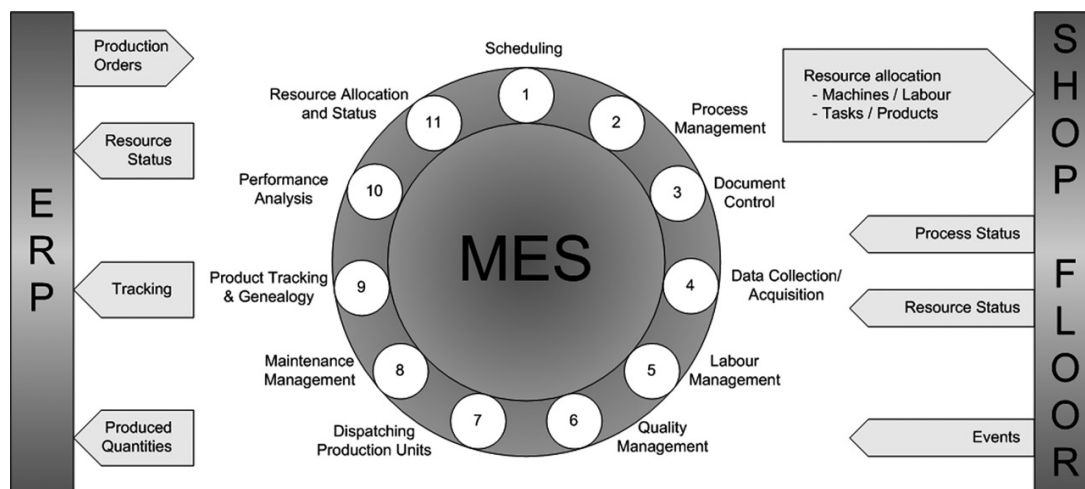 ERP
Production
Orders
Resource
Status
Tracking
Produced
Quantities
Scheduling
1
Process
Management
2
Document
Control
3
Data Collection/
Acquisition
4
Labour
Management
5
Quality
Management
6
Dispatching
Production Units
7
Maintenance
Management
8
Product Tracking
& Genealogy
9
Performance
Analysis
10
Resource Allocation
and Status
11
MES
Resource allocation
- Machines / Labour
- Tasks / Products
Process Status
Resource Status
Events
SHOP FLOOR